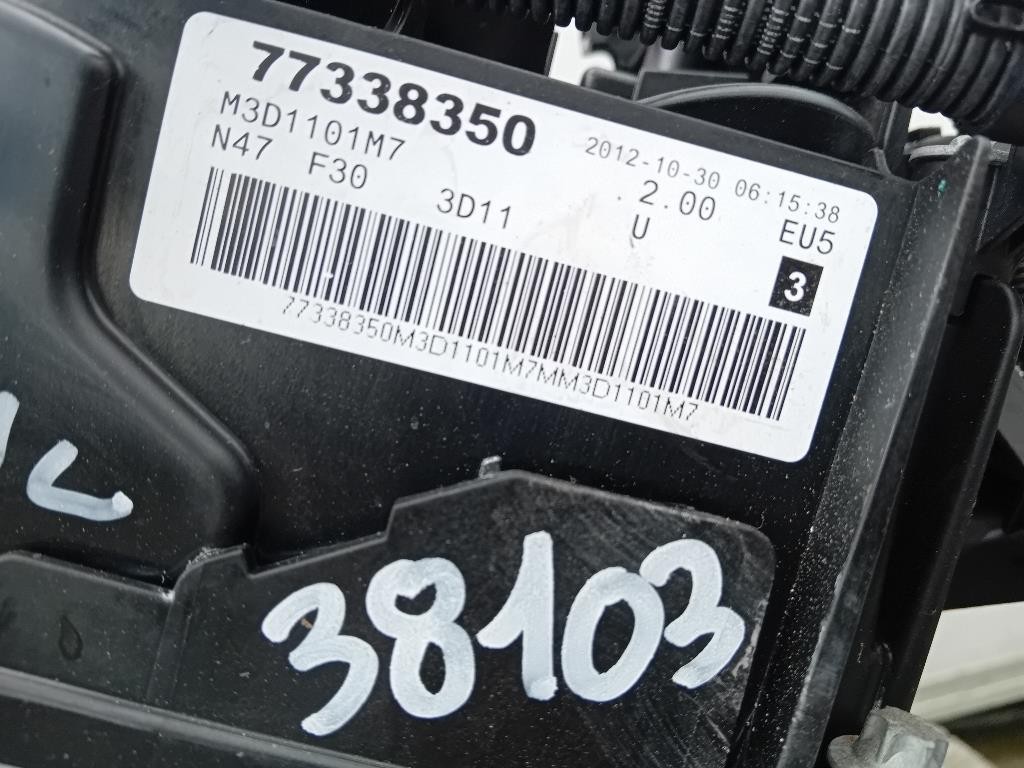 77338350
M3D1101M7 2012-10-30 06:15:38
N47 F30 3D11 2.00 U EU5
3
77338350M3D1101M7MM3D1101M7
38103